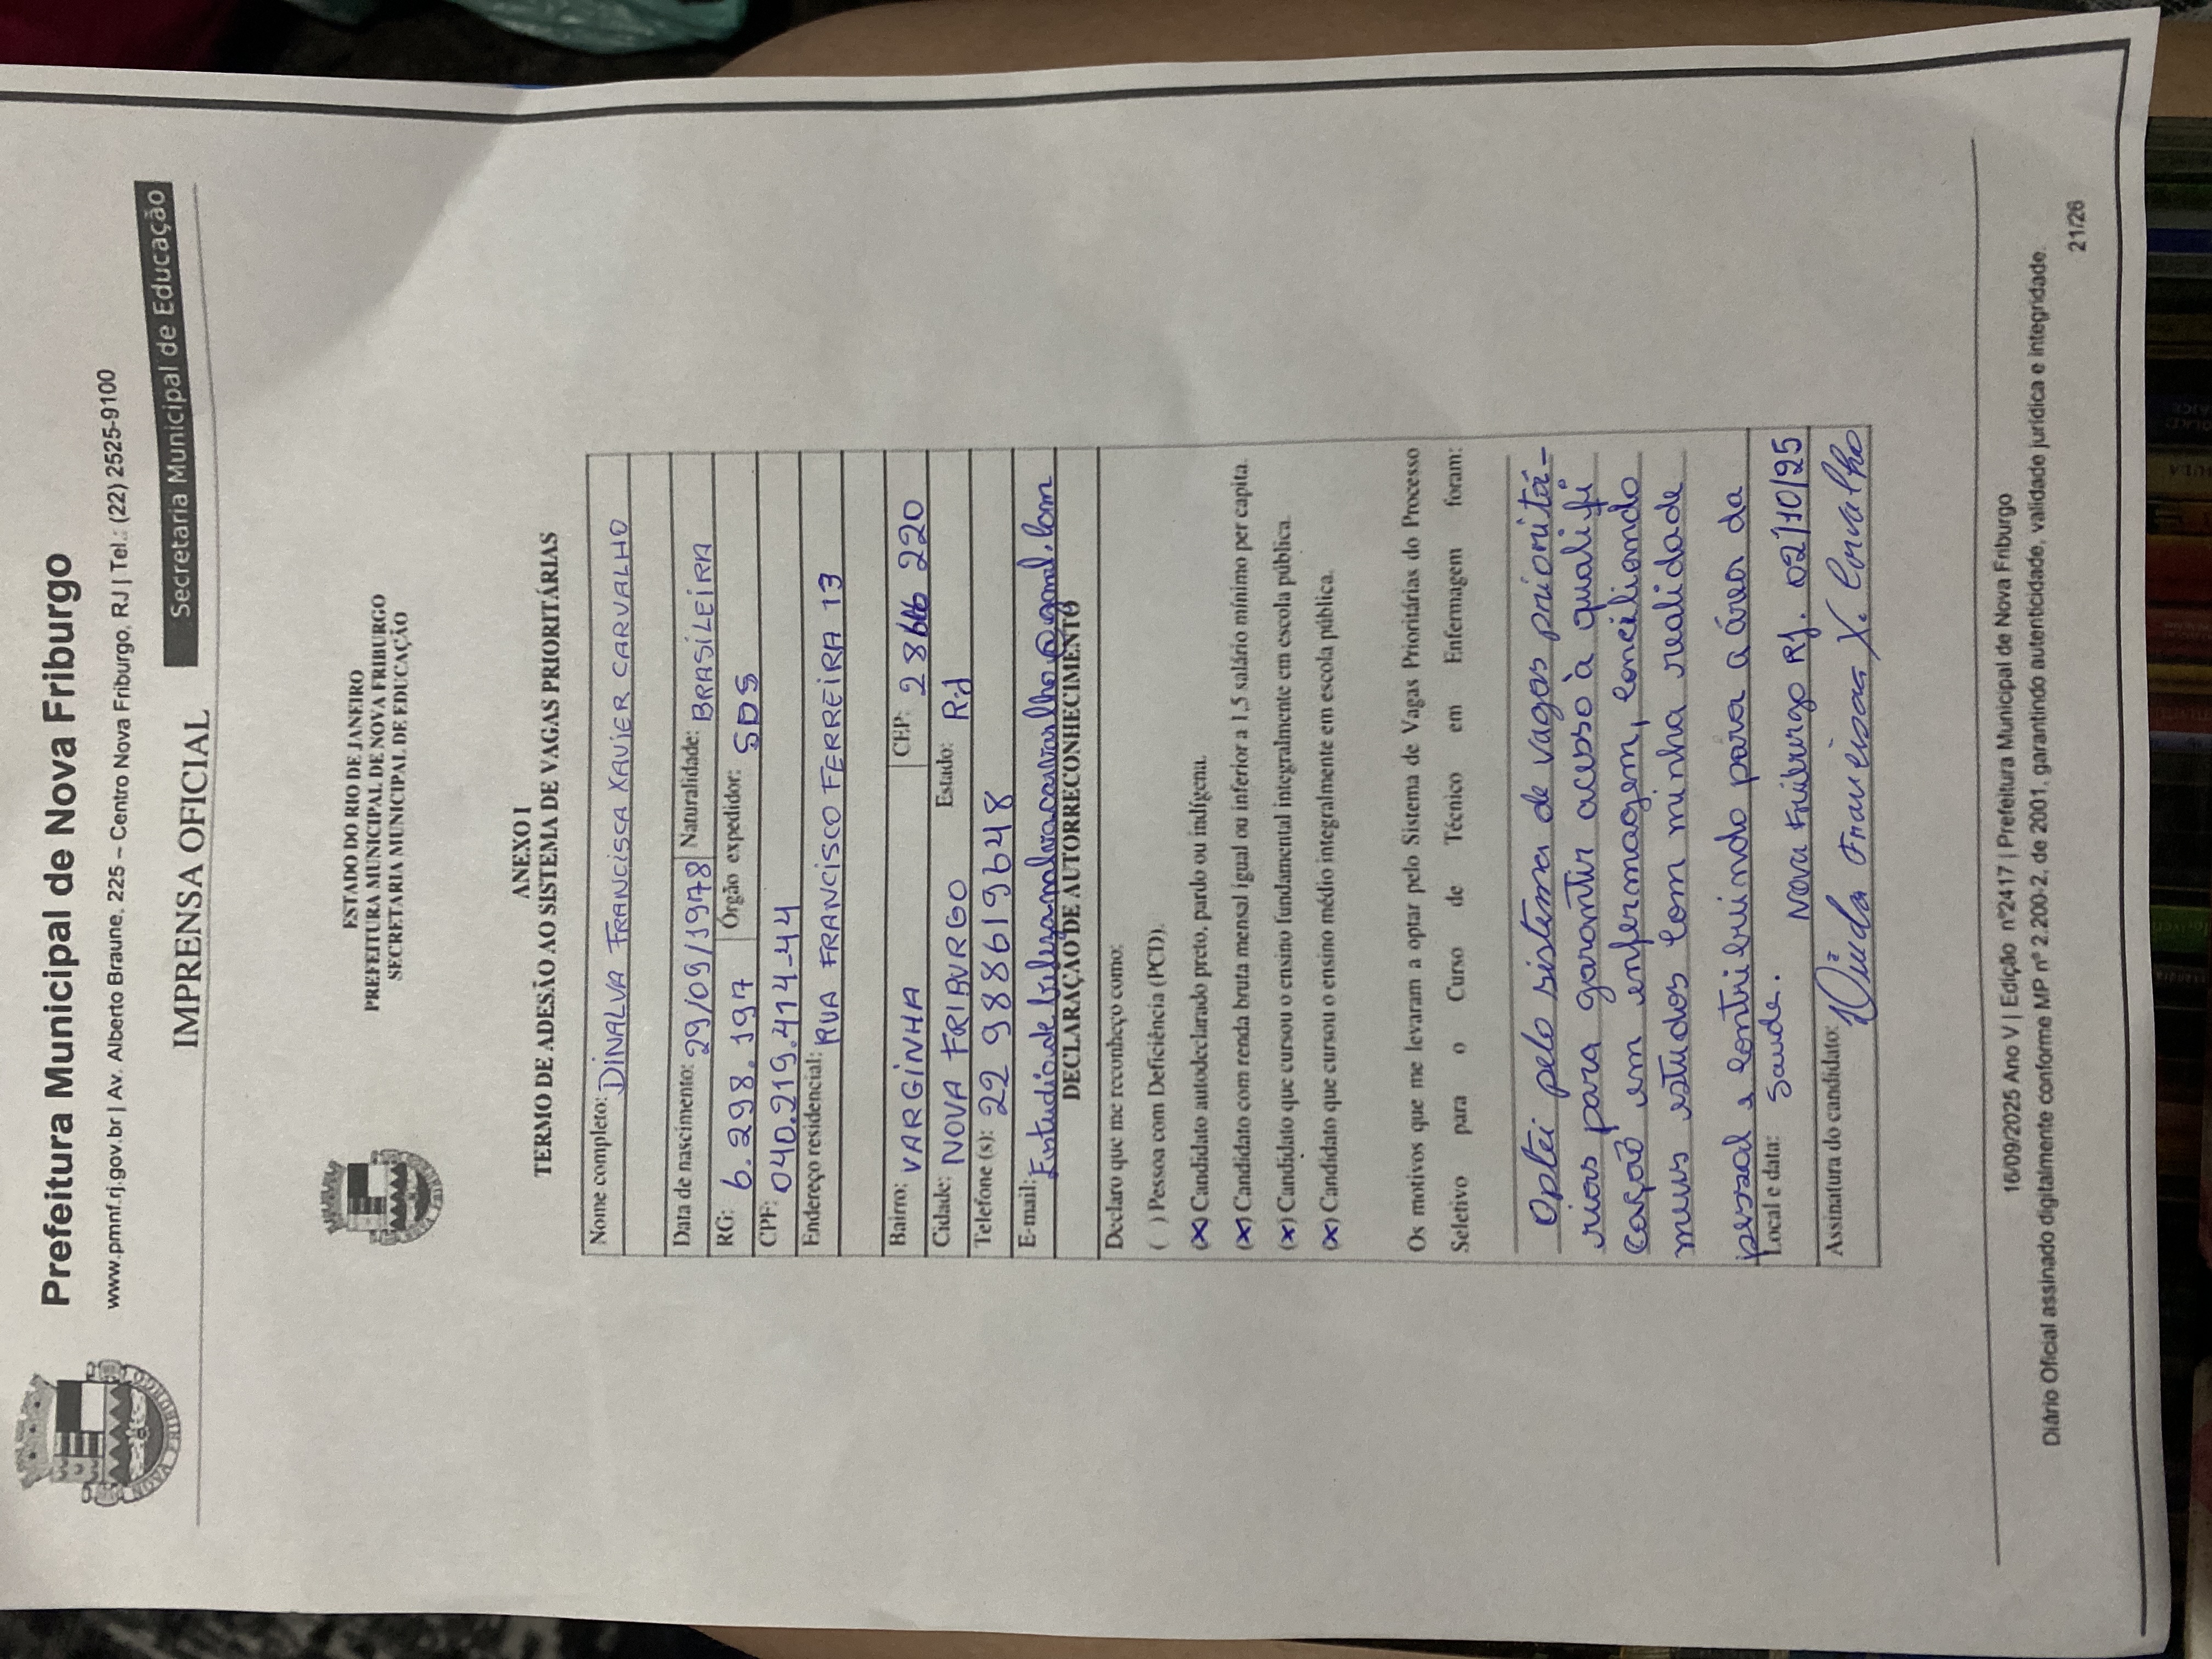 Prefeitura Municipal de Nova Friburgo
www.pmnf.rj.gov.br | Av. Alberto Braune, 225 – Centro Nova Friburgo, RJ | Tel.: (22) 2525-9100
Secretaria Municipal de Educação
IMPRENSA OFICIAL
NOVA FRIBURGO
ESTADO DO RIO DE JANEIRO
PREFEITURA MUNICIPAL DE NOVA FRIBURGO
SECRETARIA MUNICIPAL DE EDUCAÇÃO
ANEXO I
TERMO DE ADESÃO AO SISTEMA DE VAGAS PRIORITÁRIAS
Nome completo: DINALVA FRANCISCA XAVIER CARVALHO
Data de nascimento: 29/09/1978 Naturalidade: BRASILEIRA
RG: 6.298.197 Órgão expedidor: SDS
CPF: 040.219.414-44
Endereço residencial: RUA FRANCISCO FERREIRA 13
Bairro: VARGINHA CEP: 28616 220
Cidade: NOVA FRIBURGO Estado: RJ
Telefone (s): 22 988619648
E-mail: Estudiodebelezanalvacarvalho@gmal.com
DECLARAÇÃO DE AUTORRECONHECIMENTO
Declaro que me reconheço como:
( ) Pessoa com Deficiência (PCD).
(X) Candidato autodeclarado preto, pardo ou indígena.
(X) Candidato com renda bruta mensal igual ou inferior a 1,5 salário mínimo per capita.
(X) Candidato que cursou o ensino fundamental integralmente em escola pública.
(X) Candidato que cursou o ensino médio integralmente em escola pública.
Os motivos que me levaram a optar pelo Sistema de Vagas Prioritárias do Processo
Seletivo para o Curso de Técnico em Enfermagem foram:
Optei pelo sistema de vagas prioritá-
rias para garantir acesso à qualifi
cação em enfermagem, conciliando
meus estudos com minha realidade
pessoal e contribuindo para a área da
Local e data: Saude. Nova Friburgo RJ. 02/10/25
Assinatura do candidato: Francisca X. Carvalho
16/09/2025 Ano V | Edição nº2417 | Prefeitura Municipal de Nova Friburgo
Diário Oficial assinado digitalmente conforme MP nº 2.200-2, de 2001, garantindo autenticidade, validade jurídica e integridade.
21/26